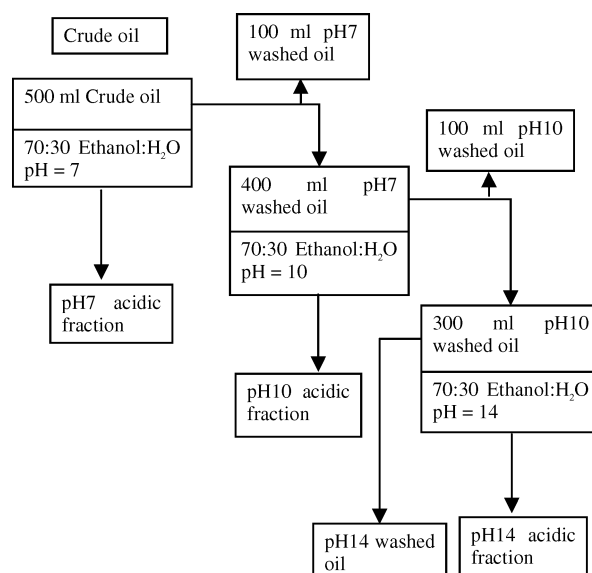 Crude oil
100 ml pH7
washed oil
500 ml Crude oil
70:30 Ethanol:H₂O
pH = 7
100 ml pH10
washed oil
400 ml pH7
washed oil
70:30 Ethanol:H₂O
pH = 10
pH7 acidic
fraction
300 ml pH10
washed oil
70:30 Ethanol:H₂O
pH = 14
pH10 acidic
fraction
pH14 washed
oil
pH14 acidic
fraction